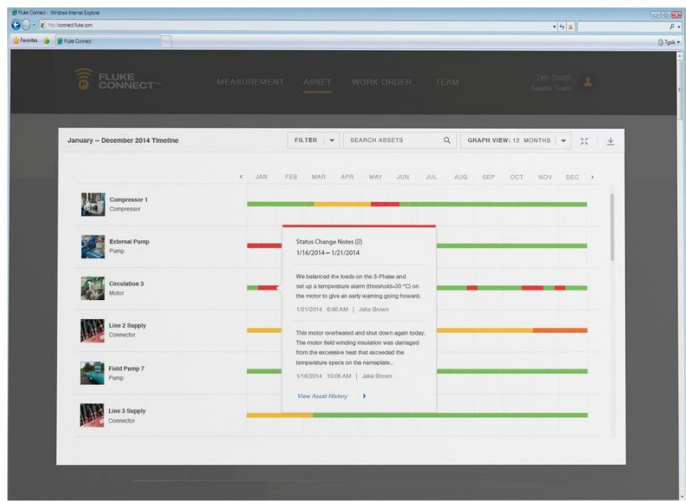 Fluke Connect - Windows Internet Explorer
http://connect.fluke.com
Favorites
Fluke Connect
Tools
FLUKE CONNECT™
MEASUREMENT ASSET WORK ORDER TEAM
Tim Smith
Seattle Team
January – December 2014 Timeline
FILTER
SEARCH ASSETS
GRAPH VIEW: 12 MONTHS
JAN FEB MAR APR MAY JUN JUL AUG SEP OCT NOV DEC
Compressor 1
Compressor
External Pump
Pump
Circulation 3
Motor
Line 2 Supply
Connector
Field Pump 7
Pump
Line 3 Supply
Connector
Status Change Notes (2)
1/16/2014 – 1/21/2014
We balanced the loads on the 3-Phase and
set up a temperature alarm (threshold=30 °C) on
the motor to give an early warning going forward.
1/21/2014 8:46 AM | Jake Brown
This motor overheated and shut down again today.
The motor field winding insulation was damaged
from the excessive heat that exceeded the
temperature specs on the nameplate...
1/16/2014 10:06 AM | Jake Brown
View Asset History